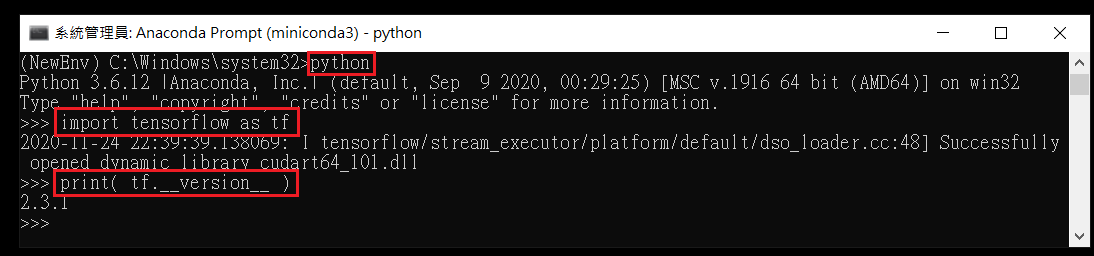 系統管理員: Anaconda Prompt (miniconda3) - python
(NewEnv) C:\Windows\system32>python
Python 3.6.12 |Anaconda, Inc.| (default, Sep  9 2020, 00:29:25) [MSC v.1916 64 bit (AMD64)] on win32
Type "help", "copyright", "credits" or "license" for more information.
>>> import tensorflow as tf
2020-11-24 22:39:39.138069: I tensorflow/stream_executor/platform/default/dso_loader.cc:48] Successfully
 opened dynamic library cudart64_101.dll
>>> print( tf.__version__ )
2.3.1
>>>